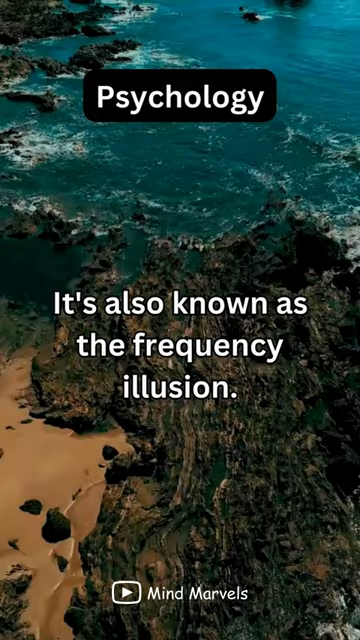 Psychology
It's also known as
the frequency
illusion.
Mind Marvels